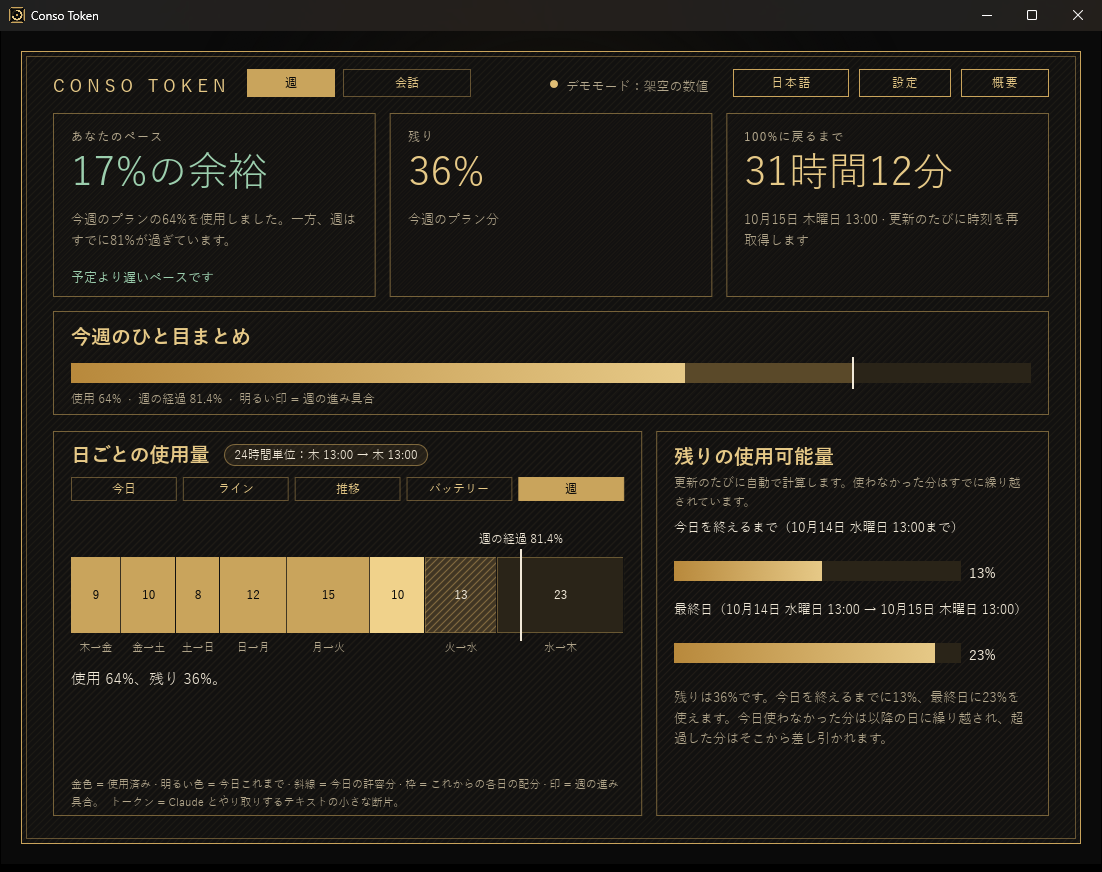 Conso Token
CONSO TOKEN
週
会話
デモモード：架空の数値
日本語
設定
概要
あなたのペース
17%の余裕
今週のプランの64%を使用しました。一方、週は
すでに81%が過ぎています。
予定より遅いペースです
残り
36%
今週のプラン分
100%に戻るまで
31時間12分
10月15日 木曜日 13:00 · 更新のたびに時刻を再
取得します
今週のひと目まとめ
使用 64% · 週の経過 81.4% · 明るい印 = 週の進み具合
日ごとの使用量
24時間単位：木 13:00 → 木 13:00
今日
ライン
推移
バッテリー
週
週の経過 81.4%
9
10
8
12
15
10
13
23
木→金
金→土
土→日
日→月
月→火
火→水
水→木
使用 64%、残り 36%。
金色 = 使用済み · 明るい色 = 今日これまで · 斜線 = 今日の許容分 · 枠 = これからの各日の配分 · 印 = 週の進み
具合。 トークン = Claude とやり取りするテキストの小さな断片。
残りの使用可能量
更新のたびに自動で計算します。使わなかった分はすでに繰り越
されています。
今日を終えるまで（10月14日 水曜日 13:00まで）
13%
最終日（10月14日 水曜日 13:00 → 10月15日 木曜日 13:00）
23%
残りは36%です。今日を終えるまでに13%、最終日に23%を
使えます。今日使わなかった分は以降の日に繰り越され、超
過した分はそこから差し引かれます。